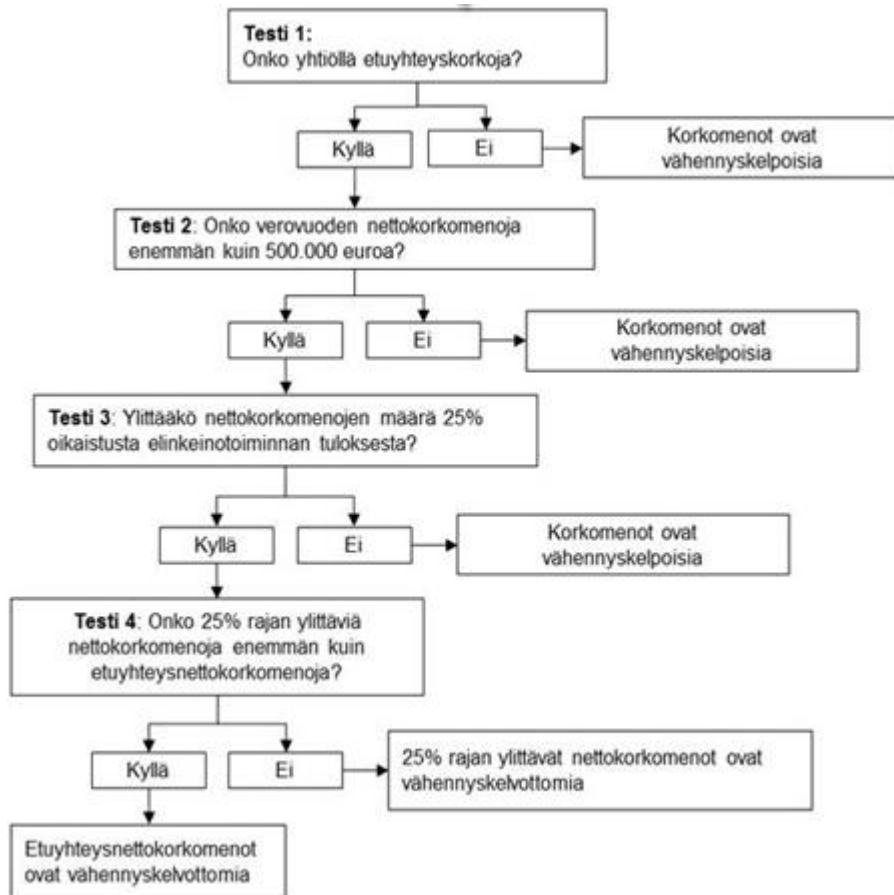 Testi 1:
Onko yhtiöllä etuyhteyskorkoja?
Kyllä
Ei
Korkomenot ovat
vähennyskelpoisia
Testi 2: Onko verovuoden nettokorkomenoja
enemmän kuin 500.000 euroa?
Kyllä
Ei
Korkomenot ovat
vähennyskelpoisia
Testi 3: Ylittääkö nettokorkomenojen määrä 25%
oikaistusta elinkeinotoiminnan tuloksesta?
Kyllä
Ei
Korkomenot ovat
vähennyskelpoisia
Testi 4: Onko 25% rajan ylittäviä
nettokorkomenoja enemmän kuin
etuyhteysnettokorkomenoja?
Kyllä
Ei
25% rajan ylittävät nettokorkomenot ovat
vähennyskelvottomia
Etuyhteysnettokorkomenot
ovat vähennyskelvottomia